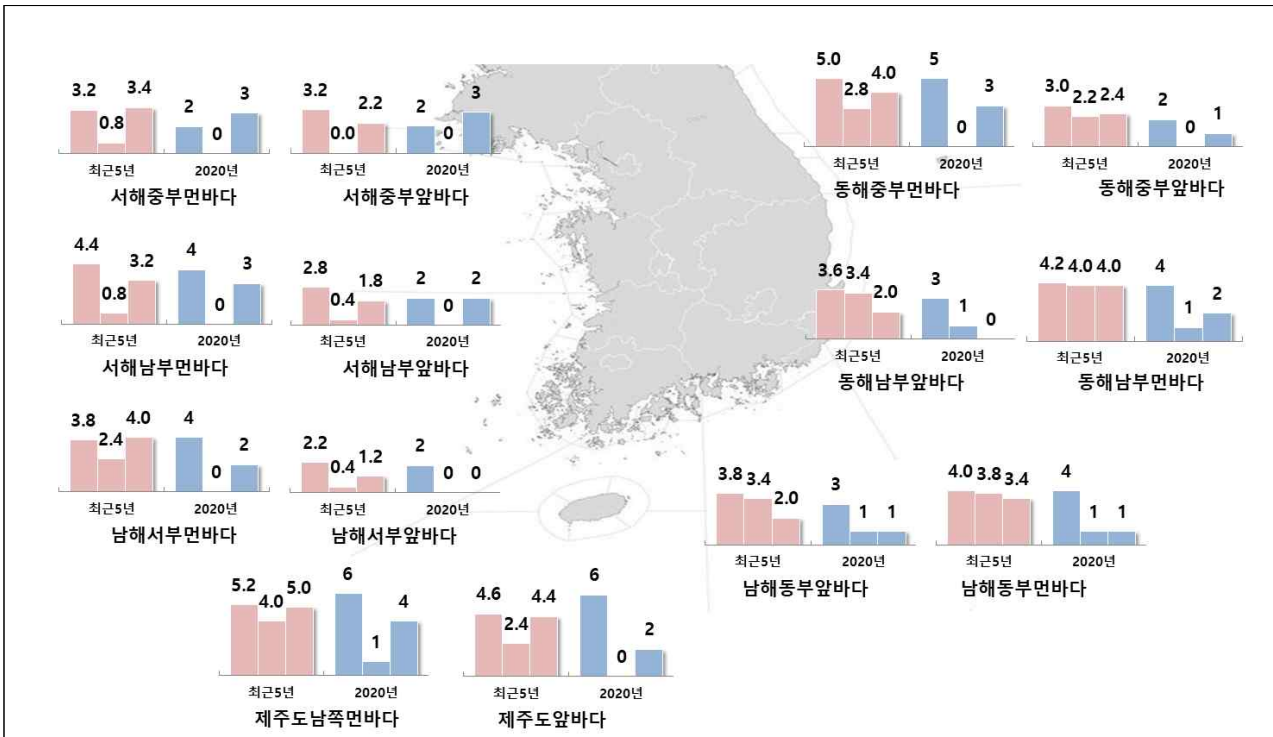 3.2 0.8 3.4 2 0 3
최근5년 2020년
서해중부먼바다
3.2 0.0 2.2 2 0 3
최근5년 2020년
서해중부앞바다
5.0 2.8 4.0 5 0 3
최근5년 2020년
동해중부먼바다
3.0 2.2 2.4 2 0 1
최근5년 2020년
동해중부앞바다
4.4 0.8 3.2 4 0 3
최근5년 2020년
서해남부먼바다
2.8 0.4 1.8 2 0 2
최근5년 2020년
서해남부앞바다
3.6 3.4 2.0 3 1 0
최근5년 2020년
동해남부앞바다
4.2 4.0 4.0 4 1 2
최근5년 2020년
동해남부먼바다
3.8 2.4 4.0 4 0 2
최근5년 2020년
남해서부먼바다
2.2 0.4 1.2 2 0 0
최근5년 2020년
남해서부앞바다
3.8 3.4 2.0 3 1 1
최근5년 2020년
남해동부앞바다
4.0 3.8 3.4 4 1 1
최근5년 2020년
남해동부먼바다
5.2 4.0 5.0 6 1 4
최근5년 2020년
제주도남쪽먼바다
4.6 2.4 4.4 6 0 2
최근5년 2020년
제주도앞바다